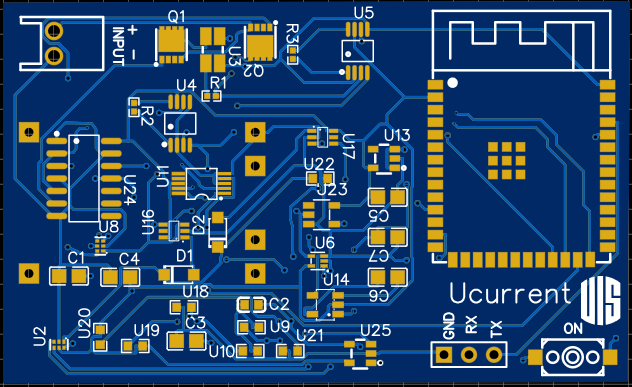 Q1
U5
+
INPUT
-
U3
Q2
R3
U4
R1
R2
U13
U17
U24
U11
U22
U23
U16
D2
C5
U8
C1
C4
D1
U6
C7
U14
C6
U18
C2
Ucurrent
UIS
U2
U20
U19
C3
U9
U10
U21
U25
GND
RX
TX
ON